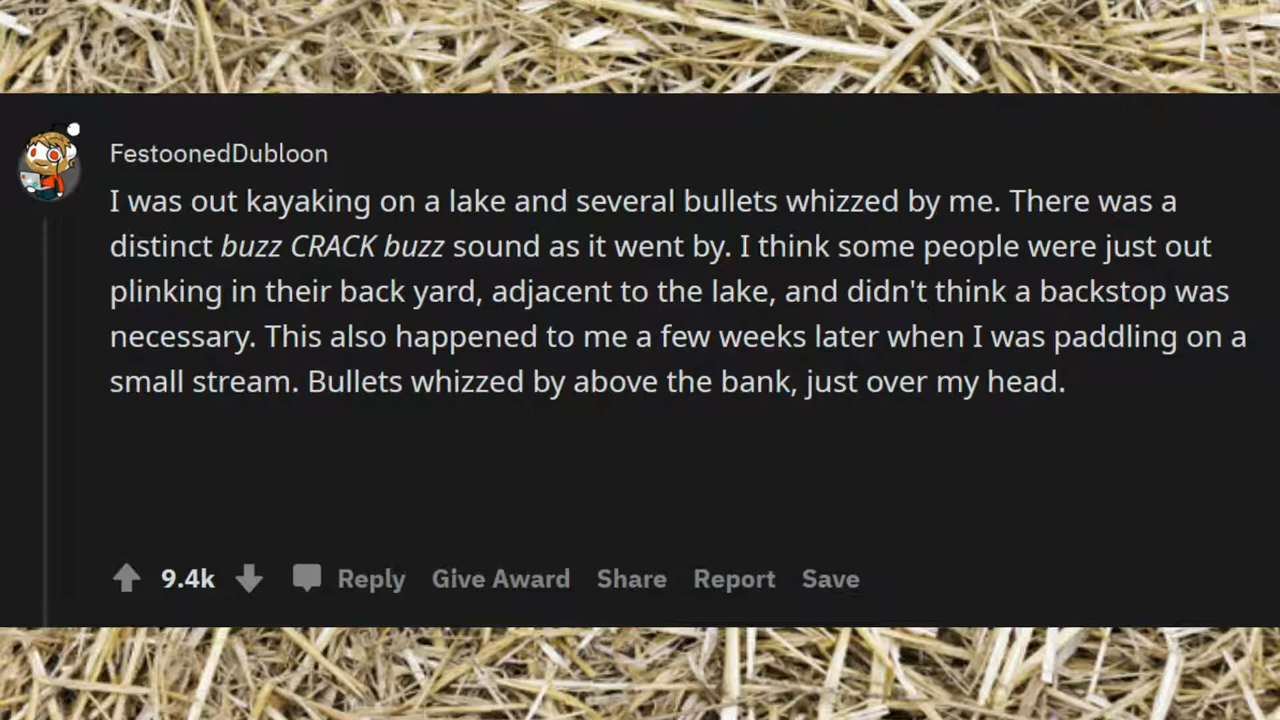 FestoonedDubloon
I was out kayaking on a lake and several bullets whizzed by me. There was a
distinct buzz CRACK buzz sound as it went by. I think some people were just out
plinking in their back yard, adjacent to the lake, and didn't think a backstop was
necessary. This also happened to me a few weeks later when I was paddling on a
small stream. Bullets whizzed by above the bank, just over my head.
9.4k Reply Give Award Share Report Save